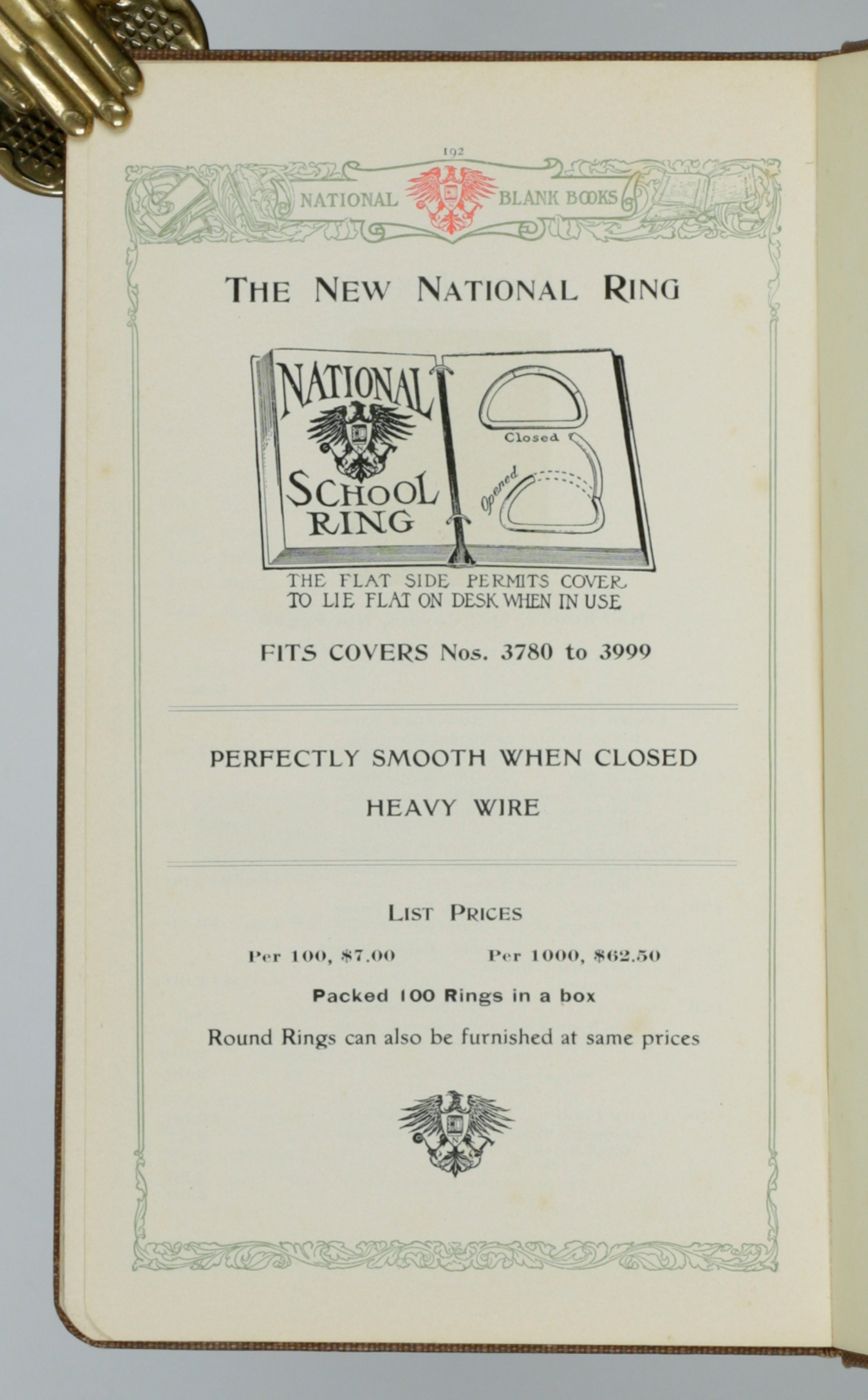 192
NATIONAL BLANK BOOKS
THE NEW NATIONAL RING
NATIONAL
SCHOOL
RING
Closed
Opened
THE FLAT SIDE PERMITS COVER
TO LIE FLAT ON DESK WHEN IN USE
FITS COVERS Nos. 3780 to 3999
PERFECTLY SMOOTH WHEN CLOSED
HEAVY WIRE
LIST PRICES
Per 100, $7.00 Per 1000, $62.50
Packed 100 Rings in a box
Round Rings can also be furnished at same prices